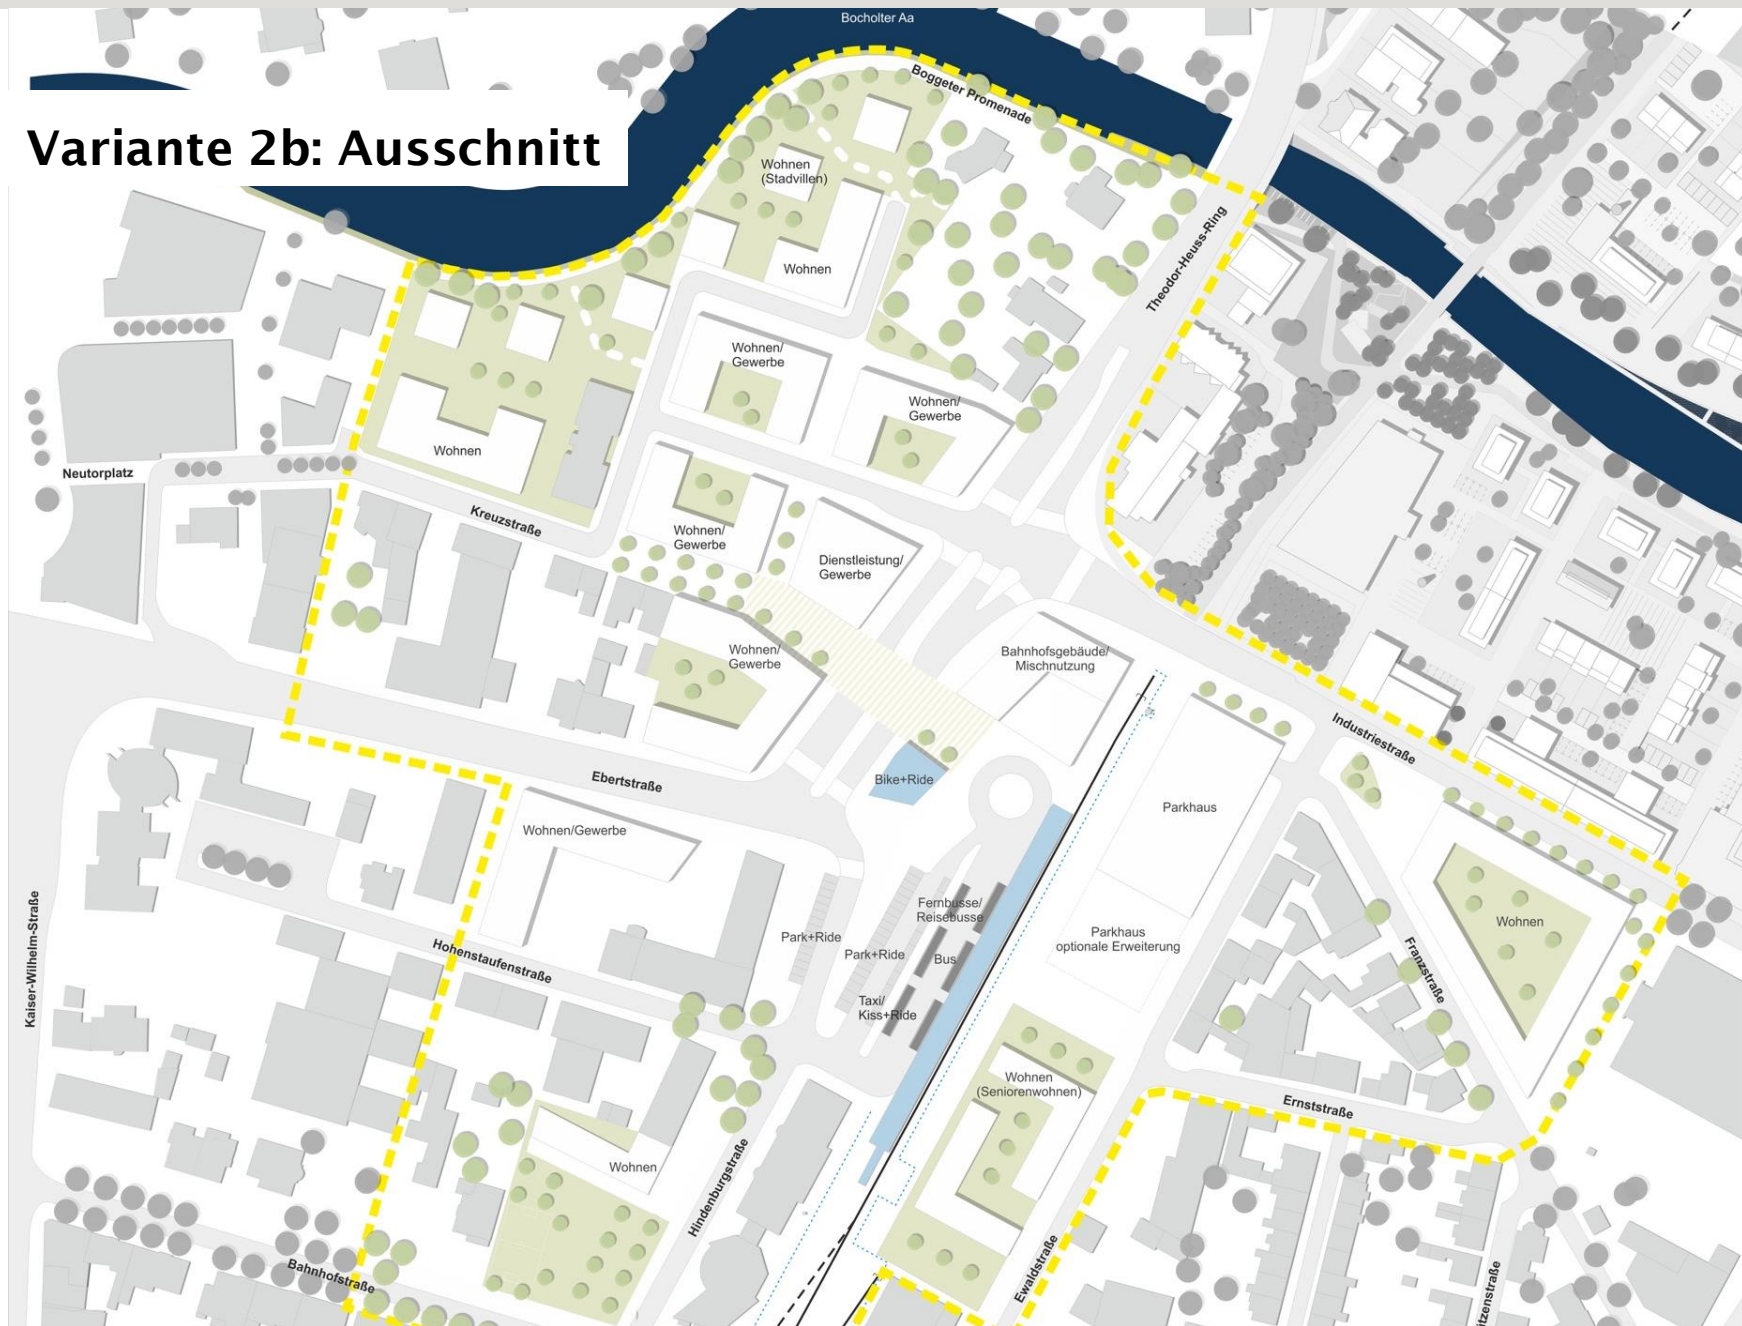 Bocholter Aa
Boggeter Promenade
Variante 2b: Ausschnitt
Wohnen
(Stadvillen)
Wohnen
Theodor-Heuss-Ring
Wohnen/
Gewerbe
Wohnen/
Gewerbe
Wohnen
Neutorplatz
Kreuzstraße
Wohnen/
Gewerbe
Dienstleistung/
Gewerbe
Wohnen/
Gewerbe
Bahnhofsgebäude/
Mischnutzung
Industriestraße
Ebertstraße
Bike+Ride
Parkhaus
Wohnen/Gewerbe
Kaiser-Wilhelm-Straße
Fernbusse/
Reisebusse
Wohnen
Park+Ride
Park+Ride
Bus
Parkhaus
optionale Erweiterung
Hohenstaufenstraße
Franzstraße
Taxi/
Kiss+Ride
Wohnen
(Seniorenwohnen)
Ernststraße
Wohnen
Hindenburgstraße
Ewaldstraße
Bahnhofstraße